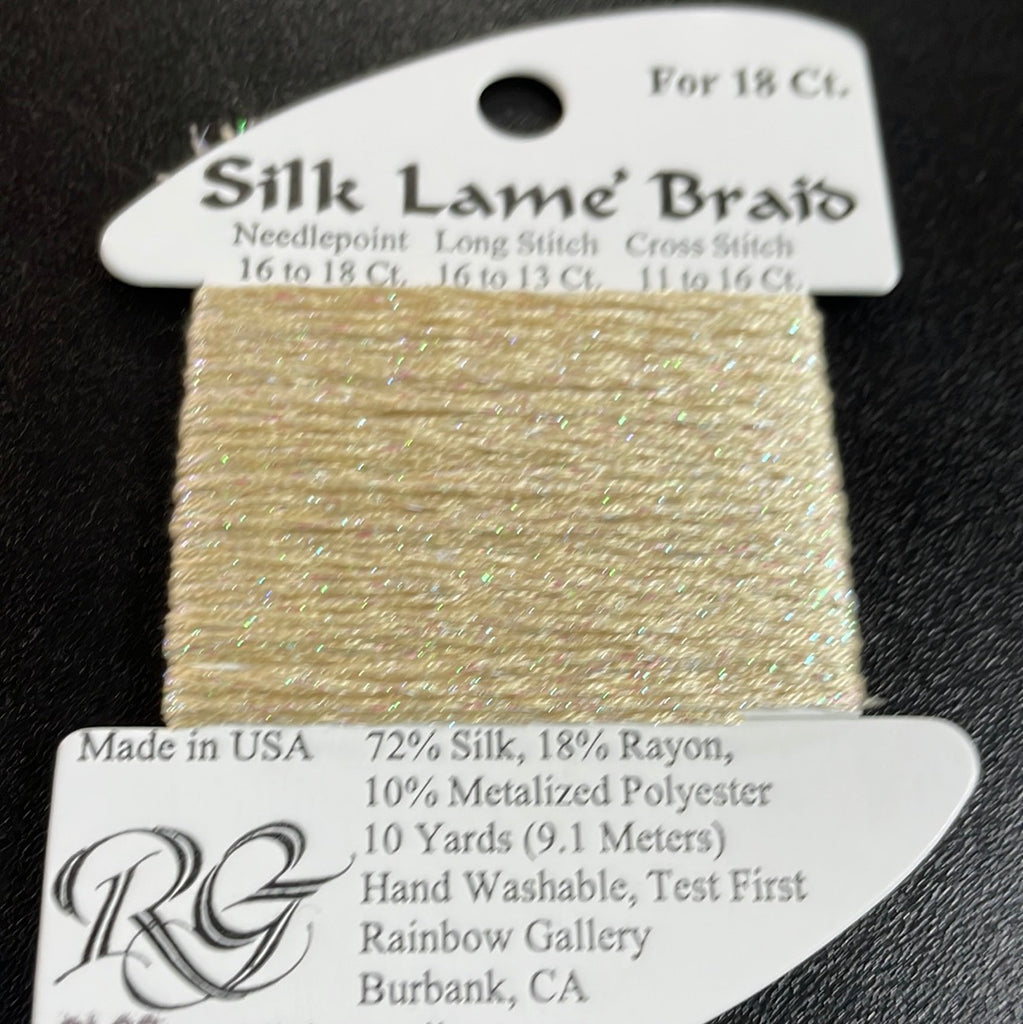 For 18 Ct.
Silk Lame' Braid
Needlepoint Long Stitch Cross Stitch
16 to 18 Ct. 16 to 13 Ct. 11 to 16 Ct.
Made in USA 72% Silk, 18% Rayon,
10% Metalized Polyester
10 Yards (9.1 Meters)
RG
Hand Washable, Test First
Rainbow Gallery
Burbank, CA